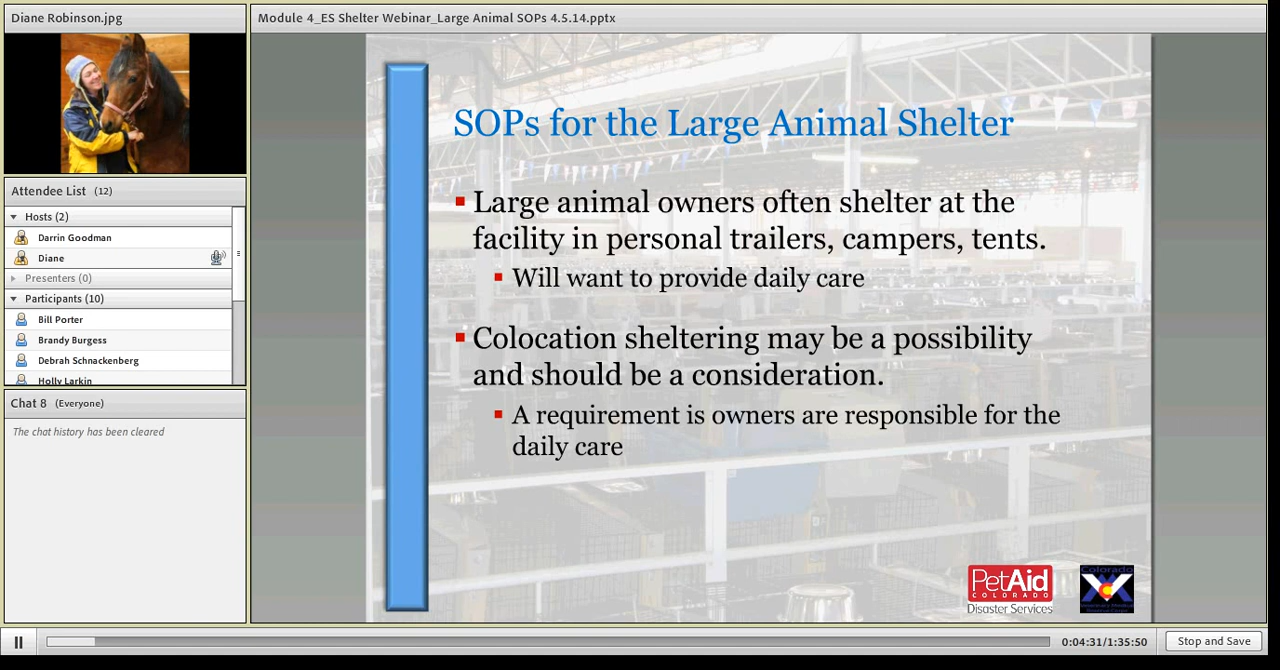 Diane Robinson.jpg
Module 4_ES Shelter Webinar_Large Animal SOPs 4.5.14.pptx
Attendee List (12)
Hosts (2)
Darrin Goodman
Diane
Presenters (0)
Participants (10)
Bill Porter
Brandy Burgess
Debrah Schnackenberg
Holly Larkin
Chat 8 (Everyone)
The chat history has been cleared
SOPs for the Large Animal Shelter
Large animal owners often shelter at the
facility in personal trailers, campers, tents.
Will want to provide daily care
Colocation sheltering may be a possibility
and should be a consideration.
A requirement is owners are responsible for the
daily care
PetAid
COLORADO
Disaster Services
Colorado
0:04:31/1:35:50
Stop and Save